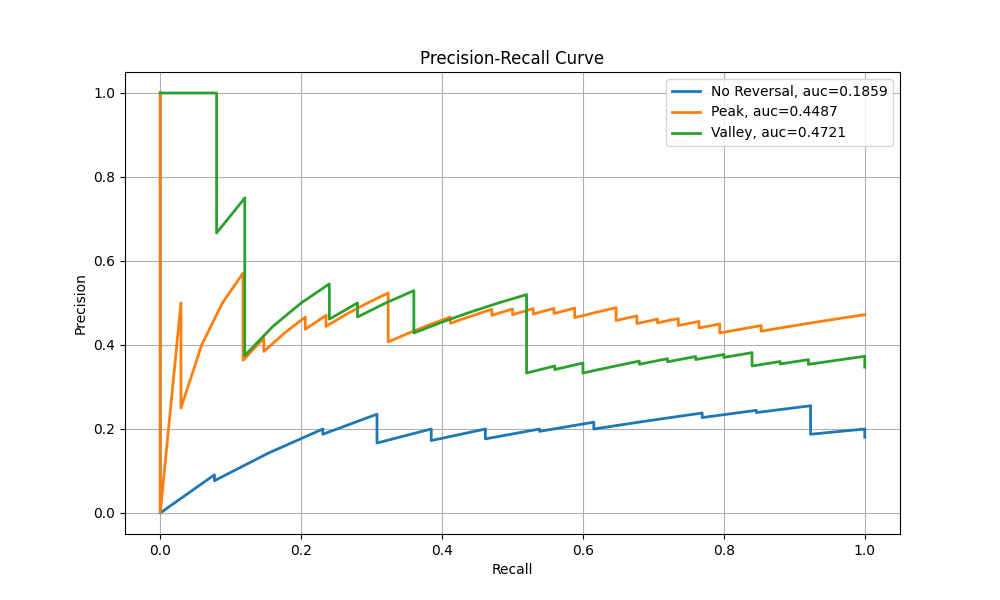 Precision-Recall Curve
No Reversal, auc=0.1859
Peak, auc=0.4487
Valley, auc=0.4721
Precision
1.0
0.8
0.6
0.4
0.2
0.0
0.0 0.2 0.4 0.6 0.8 1.0
Recall